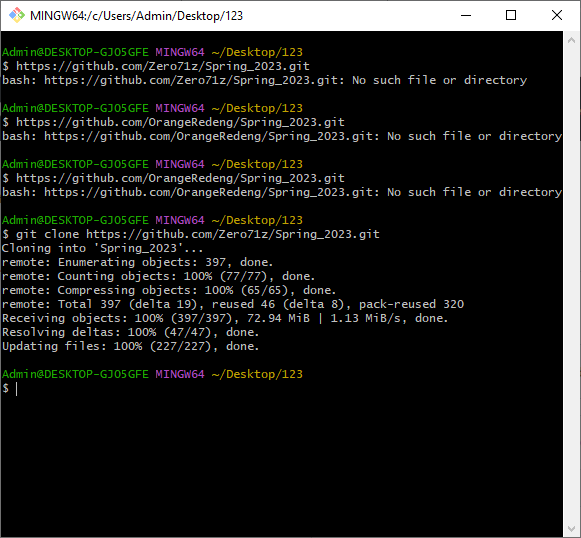 MINGW64:/c/Users/Admin/Desktop/123
Admin@DESKTOP-GJO5GFE MINGW64 ~/Desktop/123
$ https://github.com/Zero71z/Spring_2023.git
bash: https://github.com/Zero71z/Spring_2023.git: No such file or directory
Admin@DESKTOP-GJO5GFE MINGW64 ~/Desktop/123
$ https://github.com/OrangeRedeng/Spring_2023.git
bash: https://github.com/OrangeRedeng/Spring_2023.git: No such file or directory
Admin@DESKTOP-GJO5GFE MINGW64 ~/Desktop/123
$ https://github.com/OrangeRedeng/Spring_2023.git
bash: https://github.com/OrangeRedeng/Spring_2023.git: No such file or directory
Admin@DESKTOP-GJO5GFE MINGW64 ~/Desktop/123
$ git clone https://github.com/Zero71z/Spring_2023.git
Cloning into 'Spring_2023'...
remote: Enumerating objects: 397, done.
remote: Counting objects: 100% (77/77), done.
remote: Compressing objects: 100% (65/65), done.
remote: Total 397 (delta 19), reused 46 (delta 8), pack-reused 320
Receiving objects: 100% (397/397), 72.94 MiB | 1.13 MiB/s, done.
Resolving deltas: 100% (47/47), done.
Updating files: 100% (227/227), done.
Admin@DESKTOP-GJO5GFE MINGW64 ~/Desktop/123
$